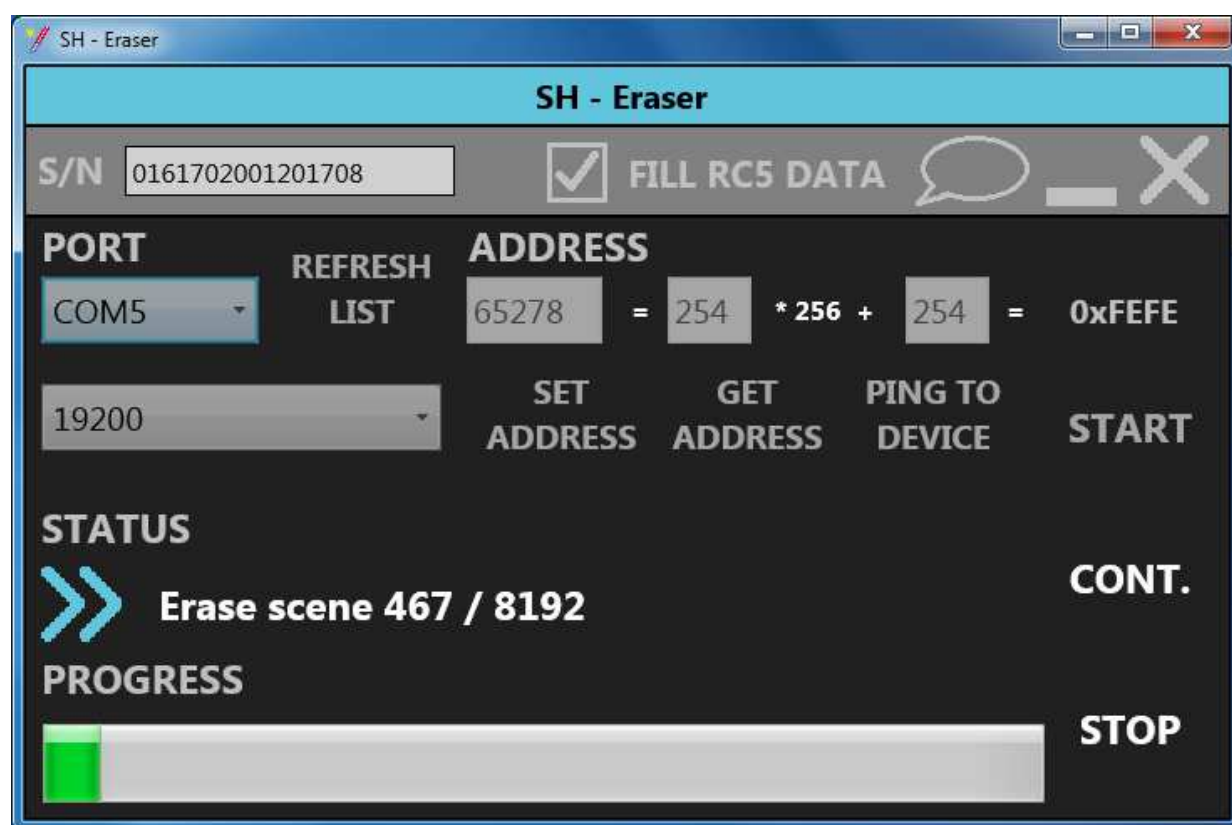 SH - Eraser
SH - Eraser
S/N 0161702001201708 FILL RC5 DATA
PORT REFRESH LIST ADDRESS
COM5 65278 = 254 * 256 + 254 = 0xFEFE
19200 SET ADDRESS GET ADDRESS PING TO DEVICE START
STATUS
Erase scene 467 / 8192 CONT.
PROGRESS
STOP